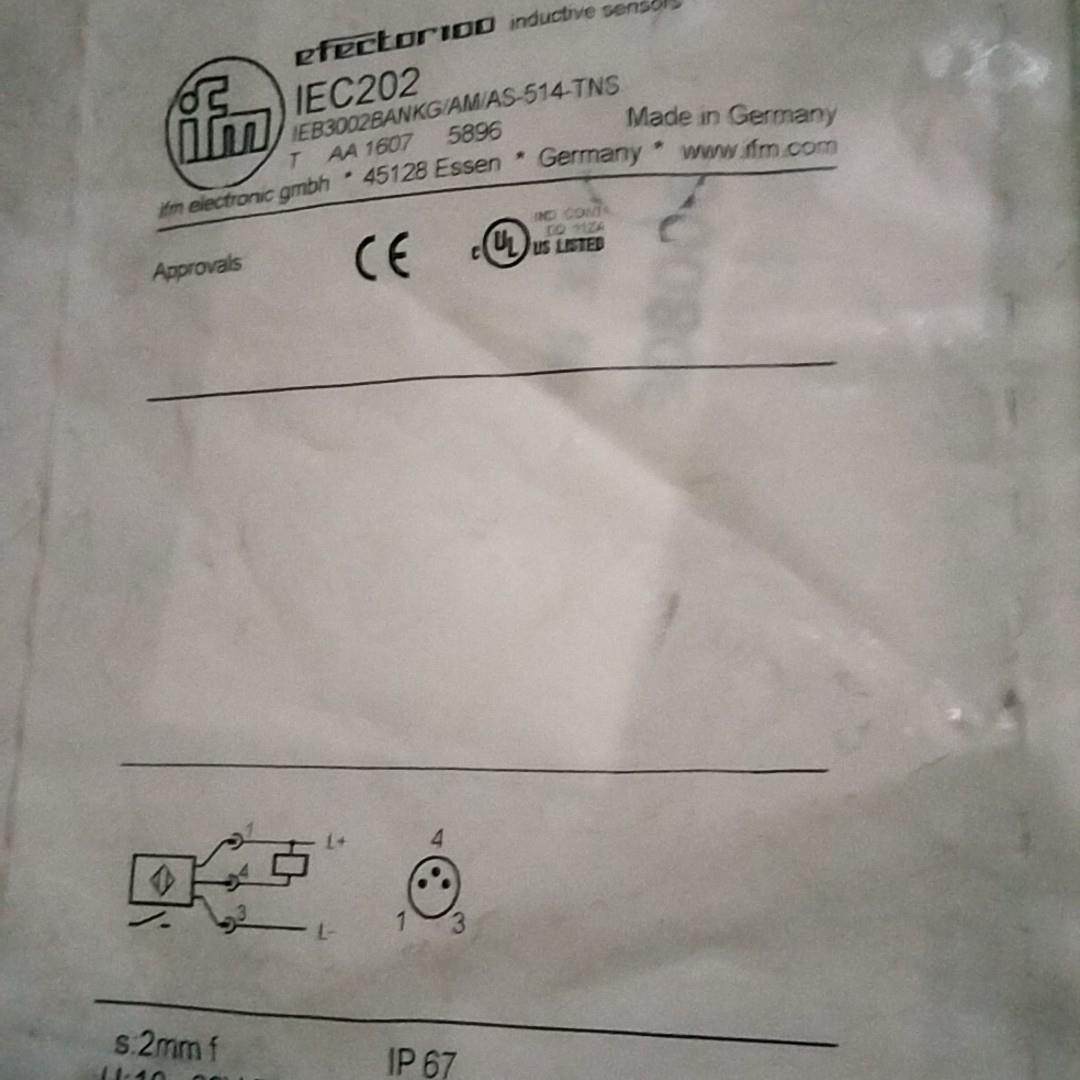 efector100 inductive sensors
ifm
IEC202
IEB3002BANKG/AM/AS-514-TNS
T AA 1607 5896 Made in Germany
ifm electronic gmbh * 45128 Essen * Germany * www.ifm.com
Approvals CE c UL US LISTED
IND CONT.
1 L+
4
3 L-
4
1 3
s:2mm f IP 67